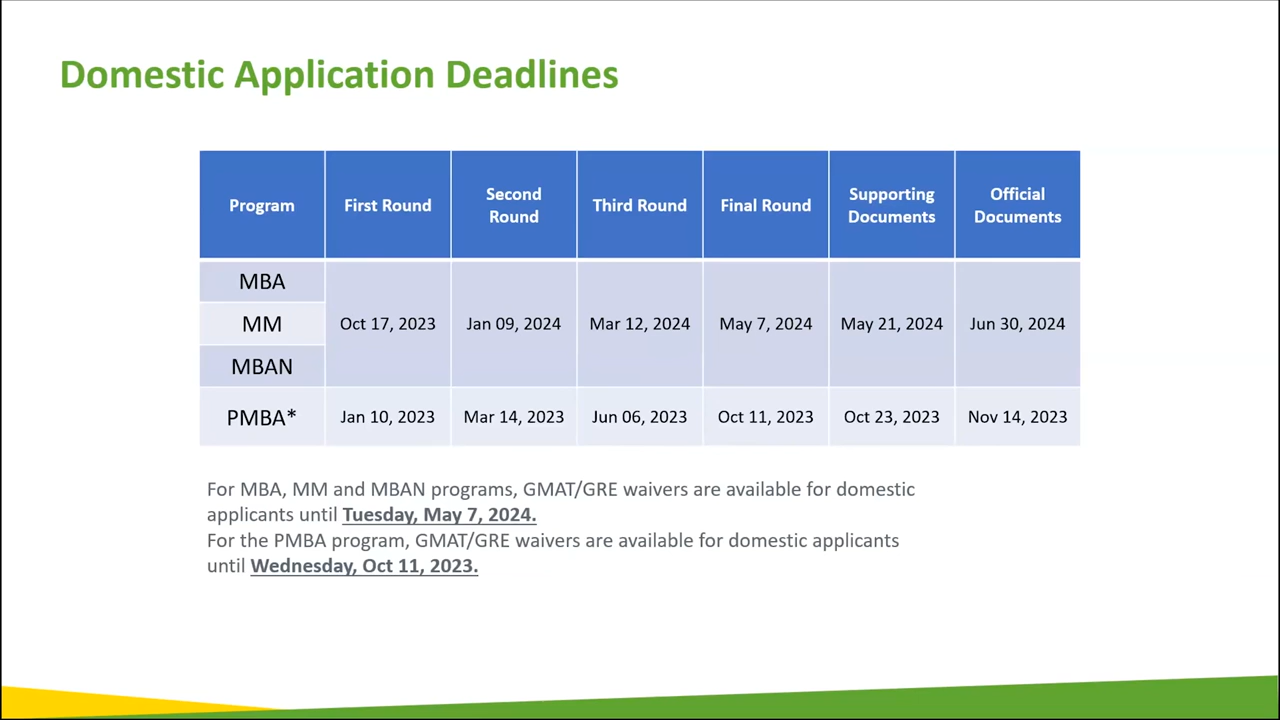 Domestic Application Deadlines
Program First Round Second Round Third Round Final Round Supporting Documents Official Documents
MBA
MM Oct 17, 2023 Jan 09, 2024 Mar 12, 2024 May 7, 2024 May 21, 2024 Jun 30, 2024
MBAN
PMBA* Jan 10, 2023 Mar 14, 2023 Jun 06, 2023 Oct 11, 2023 Oct 23, 2023 Nov 14, 2023
For MBA, MM and MBAN programs, GMAT/GRE waivers are available for domestic
applicants until Tuesday, May 7, 2024.
For the PMBA program, GMAT/GRE waivers are available for domestic applicants
until Wednesday, Oct 11, 2023.